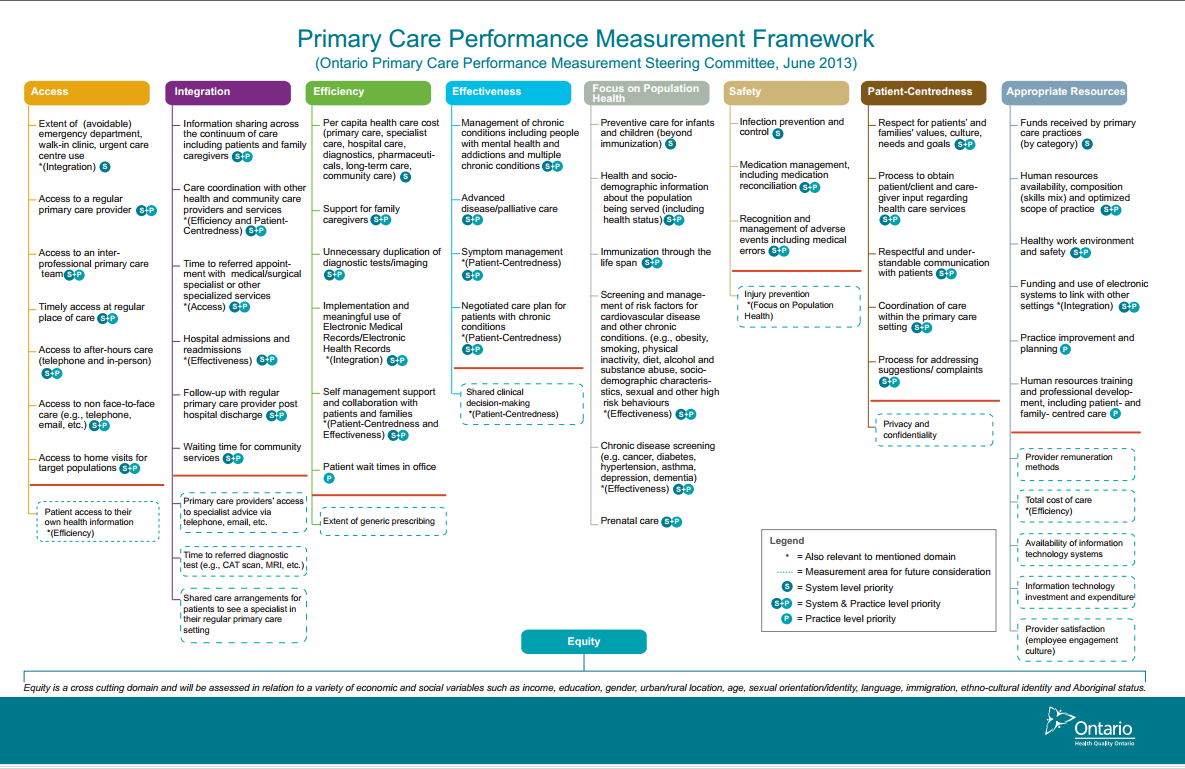 Primary Care Performance Measurement Framework
(Ontario Primary Care Performance Measurement Steering Committee, June 2013)
Access
Extent of (avoidable)
emergency department,
walk-in clinic, urgent care
centre use
*(Integration) S
Access to a regular
primary care provider S+P
Access to an inter-
professional primary care
team S+P
Timely access at regular
place of care S+P
Access to after-hours care
(telephone and in-person)
S+P
Access to non face-to-face
care (e.g., telephone,
email, etc.) S+P
Access to home visits for
target populations S+P
Patient access to their
own health information
*(Efficiency)
Integration
Information sharing across
the continuum of care
including patients and family
caregivers S+P
Care coordination with other
health and community care
providers and services
*(Efficiency and Patient-
Centredness) S+P
Time to referred appoint-
ment with medical/surgical
specialist or other
specialized services
*(Access) S+P
Hospital admissions and
readmissions
*(Effectiveness) S+P
Follow-up with regular
primary care provider post
hospital discharge S+P
Waiting time for community
services S+P
Primary care providers' access
to specialist advice via
telephone, email, etc.
Time to referred diagnostic
test (e.g., CAT scan, MRI, etc.)
Shared care arrangements for
patients to see a specialist in
their regular primary care
setting
Efficiency
Per capita health care cost
(primary care, specialist
care, hospital care,
diagnostics, pharmaceuti-
cals, long-term care,
community care) S
Support for family
caregivers S+P
Unnecessary duplication of
diagnostic tests/imaging
S+P
Implementation and
meaningful use of
Electronic Medical
Records/Electronic
Health Records
*(Integration) S+P
Self management support
and collaboration with
patients and families
*(Patient-Centredness and
Effectiveness) S+P
Patient wait times in office
P
Extent of generic prescribing
Effectiveness
Management of chronic
conditions including people
with mental health and
addictions and multiple
chronic conditions S+P
Advanced
disease/palliative care
S+P
Symptom management
*(Patient-Centredness)
S+P
Negotiated care plan for
patients with chronic
conditions
*(Patient-Centredness)
S+P
Shared clinical
decision-making
*(Patient-Centredness)
Focus on Population
Health
Preventive care for infants
and children (beyond
immunization) S
Health and socio-
demographic information
about the population
being served (including
health status) S+P
Immunization through the
life span S+P
Screening and manage-
ment of risk factors for
cardiovascular disease
and other chronic
conditions. (e.g., obesity,
smoking, physical
inactivity, diet, alcohol and
substance abuse, socio-
demographic characteris-
tics, sexual and other high
risk behaviours
*(Effectiveness) S+P
Chronic disease screening
(e.g. cancer, diabetes,
hypertension, asthma,
depression, dementia)
*(Effectiveness) S+P
Prenatal care S+P
Safety
Infection prevention and
control S
Medication management,
including medication
reconciliation S+P
Recognition and
management of adverse
events including medical
errors S+P
Injury prevention
*(Focus on Population
Health)
Patient-Centredness
Respect for patients' and
families' values, culture,
needs and goals S+P
Process to obtain
patient/client and care-
giver input regarding
health care services
S+P
Respectful and under-
standable communication
with patients S+P
Coordination of care
within the primary care
setting S+P
Process for addressing
suggestions/ complaints
S+P
Privacy and
confidentiality
Appropriate Resources
Funds received by primary
care practices
(by category) S
Human resources
availability, composition
(skills mix) and optimized
scope of practice S+P
Healthy work environment
and safety S+P
Funding and use of electronic
systems to link with other
settings *(Integration) S+P
Practice improvement and
planning P
Human resources training
and professional develop-
ment, including patient- and
family- centred care P
Provider remuneration
methods
Total cost of care
*(Efficiency)
Availability of information
technology systems
Information technology
investment and expenditure
Provider satisfaction
(employee engagement
culture)
Legend
* = Also relevant to mentioned domain
= Measurement area for future consideration
S = System level priority
S+P = System & Practice level priority
P = Practice level priority
Equity
Equity is a cross cutting domain and will be assessed in relation to a variety of economic and social variables such as income, education, gender, urban/rural location, age, sexual orientation/identity, language, immigration, ethno-cultural identity and Aboriginal status.
Ontario
Health Quality Ontario